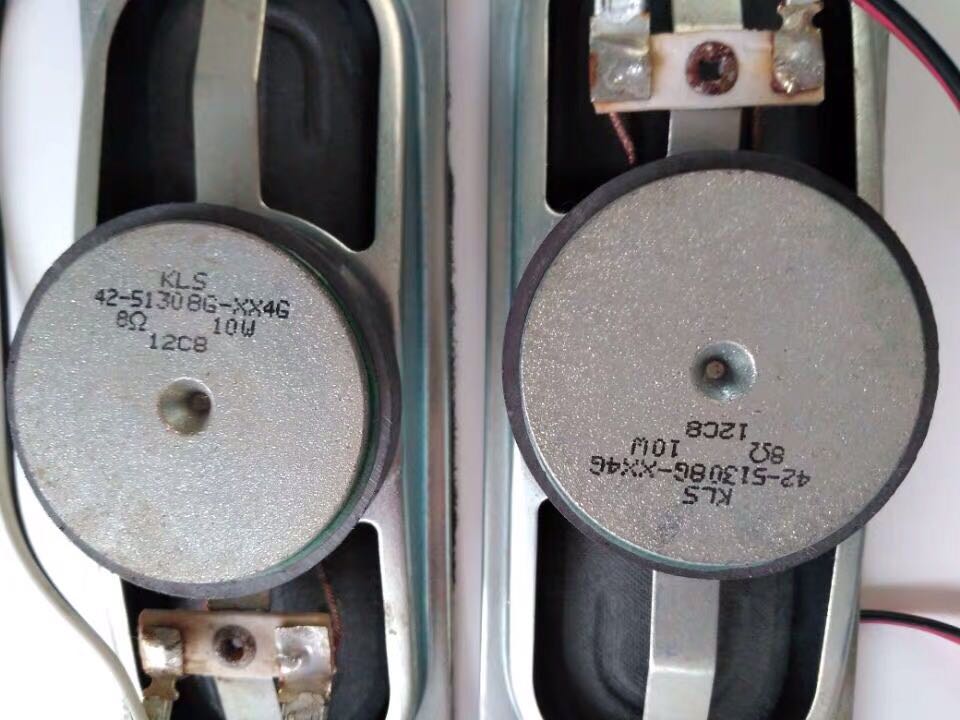 KLS
42-51308G-XX4G
8Ω 10W
12C8
KLS
42-51308G-XX4G
8Ω 10W
12C8